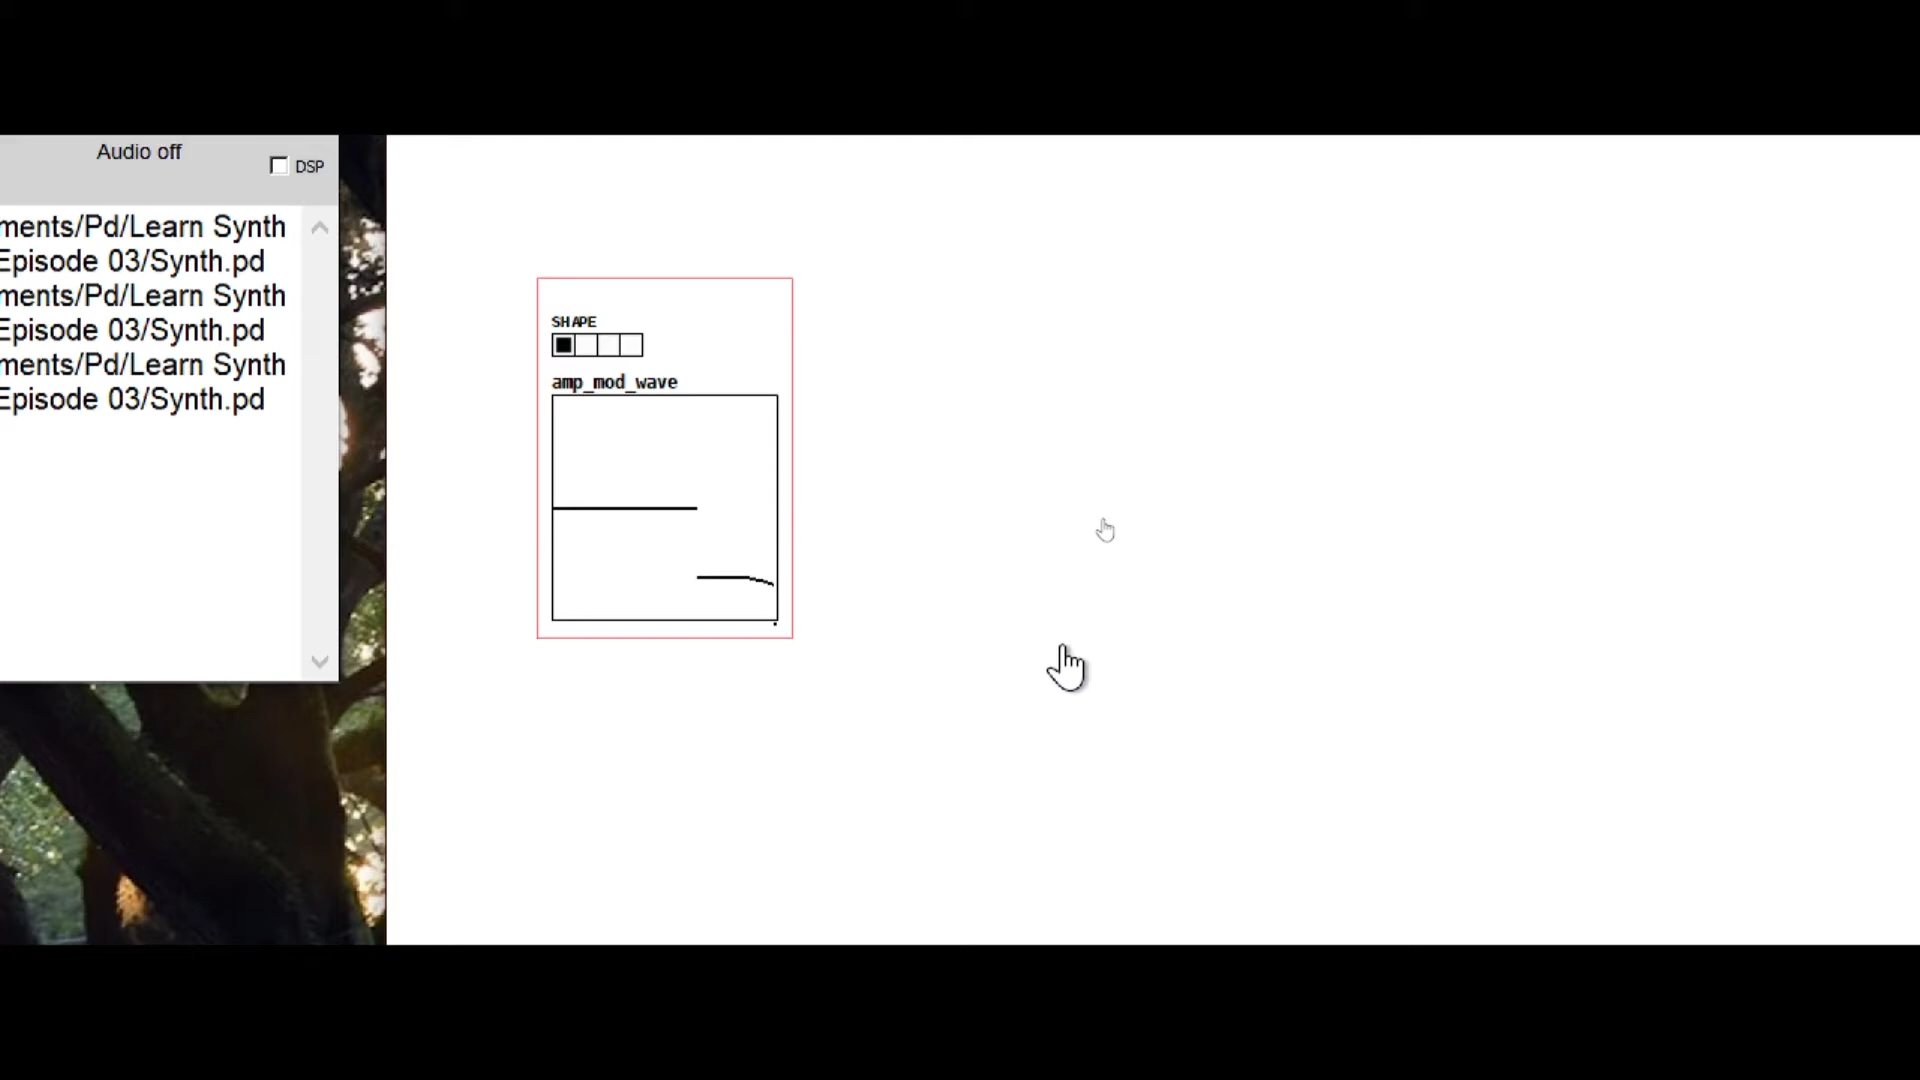 Audio off
DSP
ments/Pd/Learn Synth
Episode 03/Synth.pd
ments/Pd/Learn Synth
Episode 03/Synth.pd
ments/Pd/Learn Synth
Episode 03/Synth.pd
SHAPE
amp_mod_wave